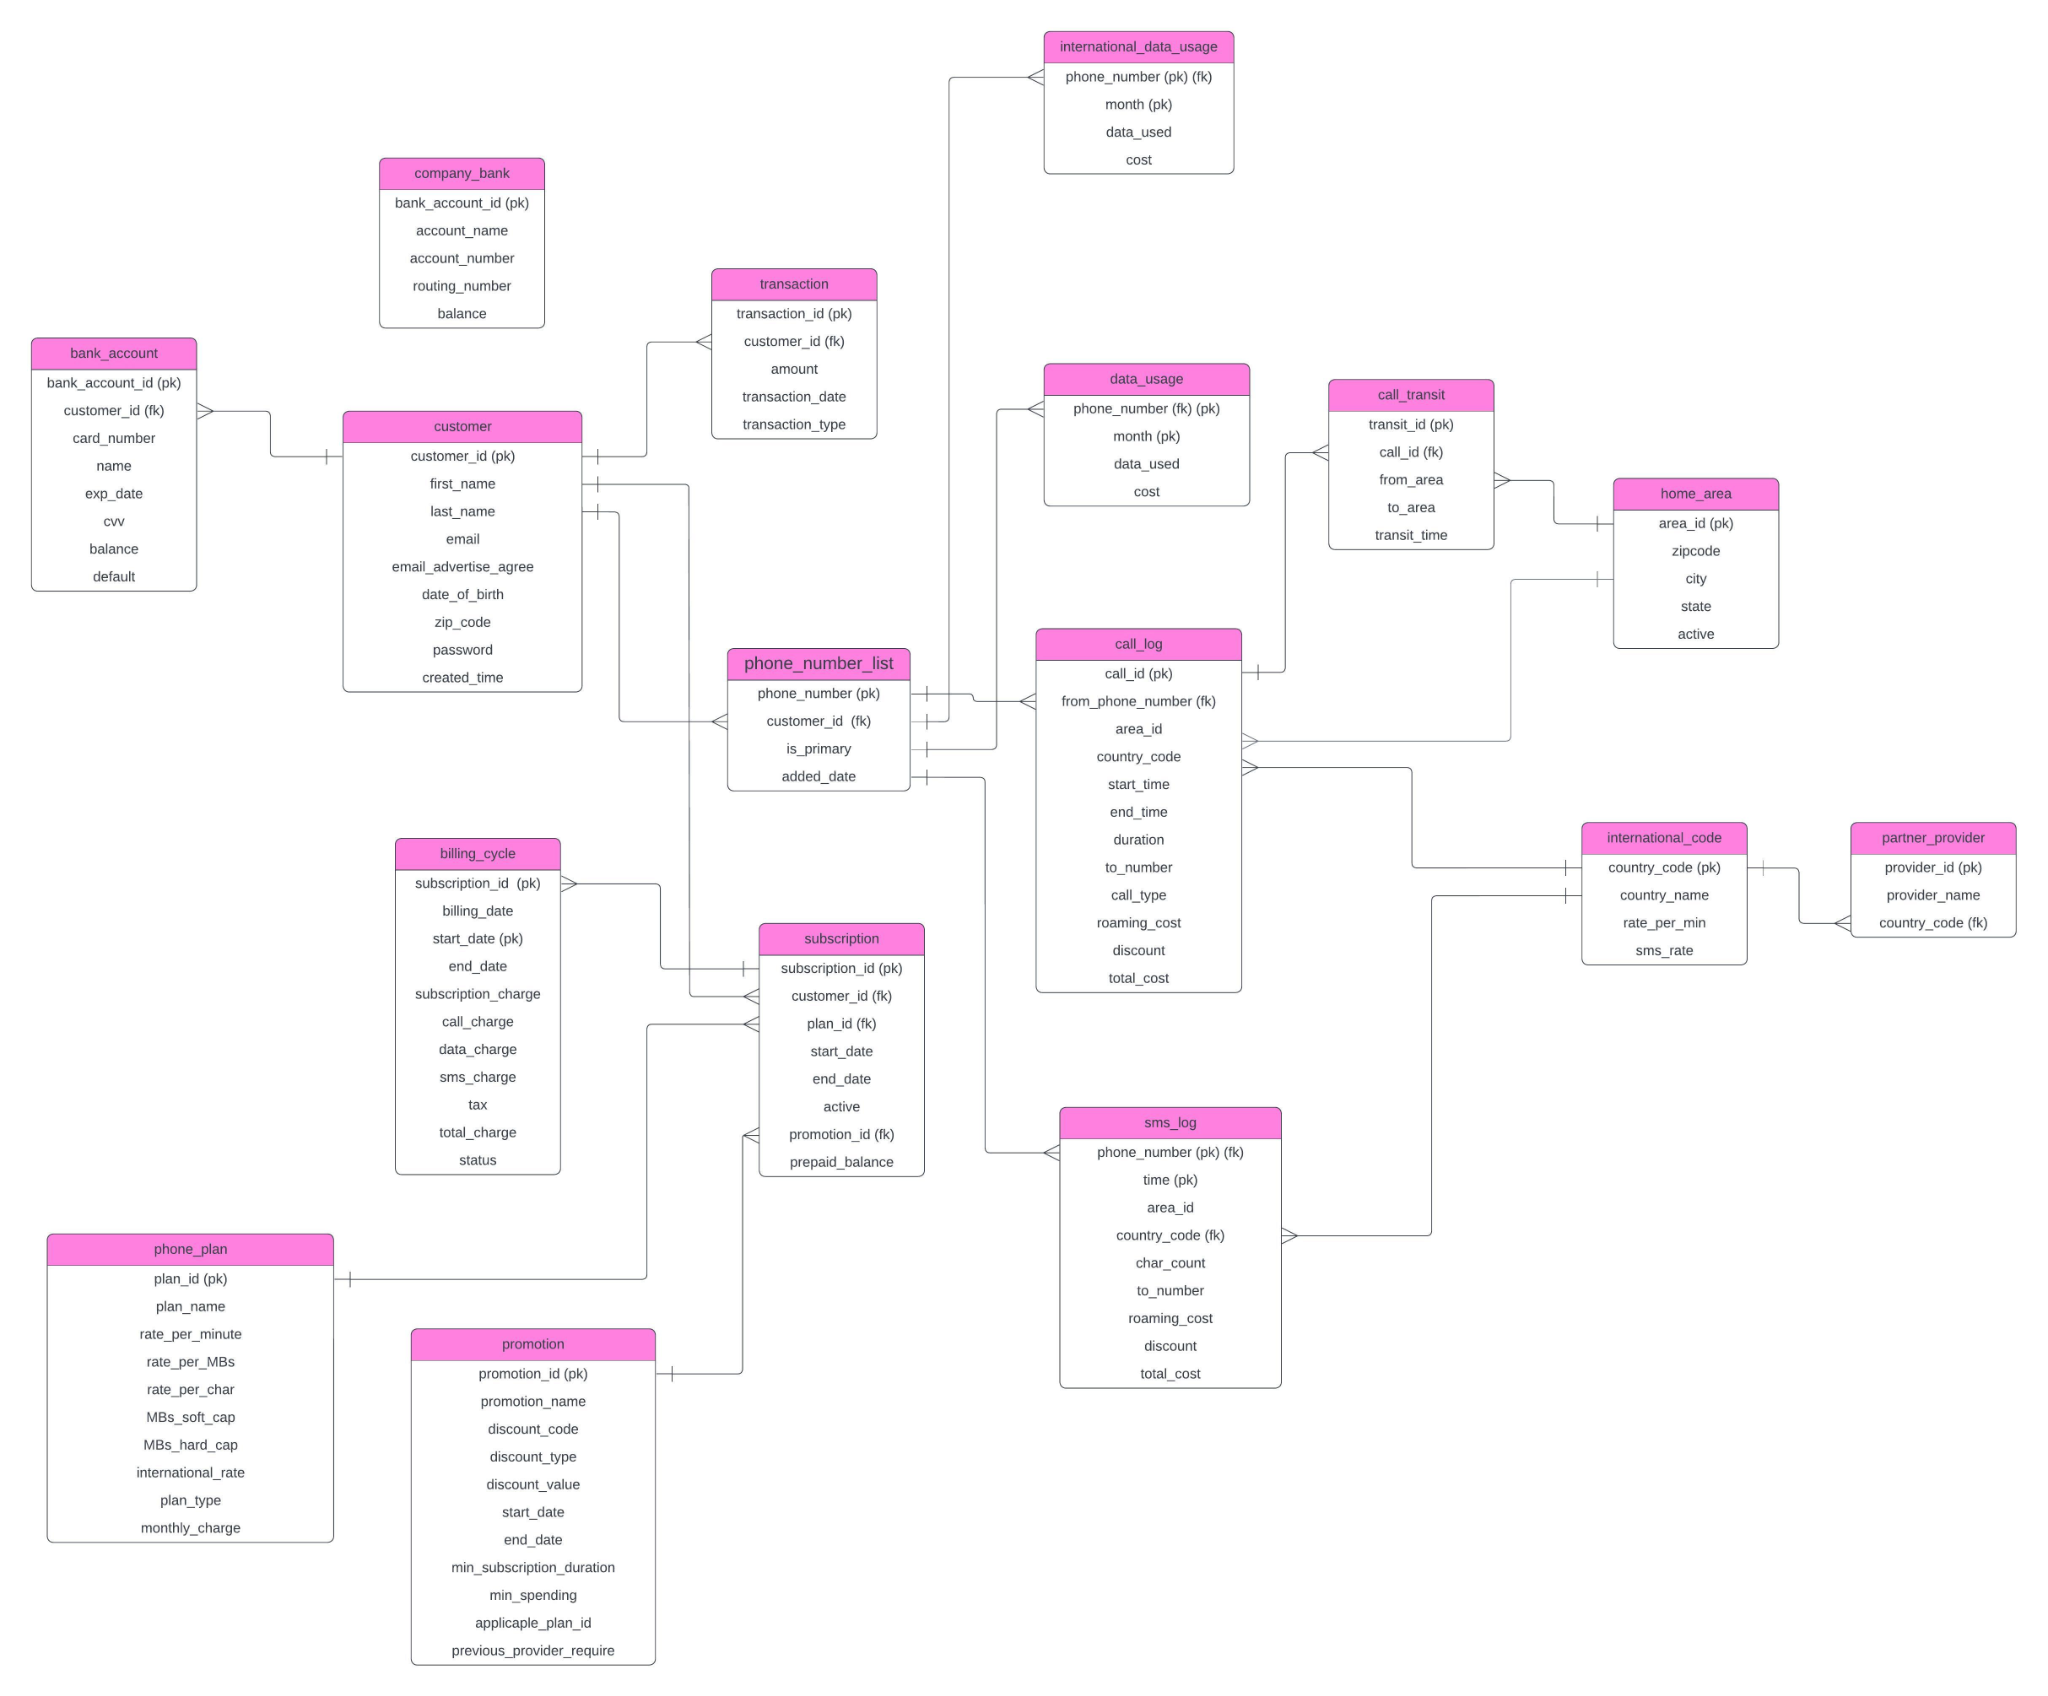 international_data_usage
phone_number (pk) (fk)
month (pk)
data_used
cost
company_bank
bank_account_id (pk)
account_name
account_number
routing_number
balance
transaction
transaction_id (pk)
customer_id (fk)
amount
transaction_date
transaction_type
bank_account
bank_account_id (pk)
customer_id (fk)
card_number
name
exp_date
cvv
balance
default
customer
customer_id (pk)
first_name
last_name
email
email_advertise_agree
date_of_birth
zip_code
password
created_time
data_usage
phone_number (fk) (pk)
month (pk)
data_used
cost
call_transit
transit_id (pk)
call_id (fk)
from_area
to_area
transit_time
home_area
area_id (pk)
zipcode
city
state
active
phone_number_list
phone_number (pk)
customer_id  (fk)
is_primary
added_date
call_log
call_id (pk)
from_phone_number (fk)
area_id
country_code
start_time
end_time
duration
to_number
call_type
roaming_cost
discount
total_cost
international_code
country_code (pk)
country_name
rate_per_min
sms_rate
partner_provider
provider_id (pk)
provider_name
country_code (fk)
billing_cycle
subscription_id  (pk)
billing_date
start_date (pk)
end_date
subscription_charge
call_charge
data_charge
sms_charge
tax
total_charge
status
subscription
subscription_id (pk)
customer_id (fk)
plan_id (fk)
start_date
end_date
active
promotion_id (fk)
prepaid_balance
sms_log
phone_number (pk) (fk)
time (pk)
area_id
country_code (fk)
char_count
to_number
roaming_cost
discount
total_cost
phone_plan
plan_id (pk)
plan_name
rate_per_minute
rate_per_MBs
rate_per_char
MBs_soft_cap
MBs_hard_cap
international_rate
plan_type
monthly_charge
promotion
promotion_id (pk)
promotion_name
discount_code
discount_type
discount_value
start_date
end_date
min_subscription_duration
min_spending
applicaple_plan_id
previous_provider_require